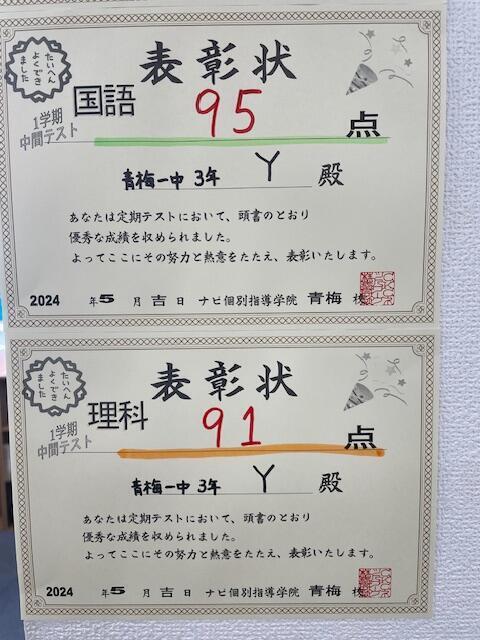 たいへん
よくでき
ました
表彰状
国語
95
点
1学期
中間テスト
青梅一中 3年 Y 殿
あなたは定期テストにおいて、頭書のとおり
優秀な成績を収められました。
よってここにその努力と熱意をたたえ、表彰いたします。
2024 年 5 月 吉 日 ナビ個別指導学院 青梅 校
たいへん
よくでき
ました
表彰状
理科
91
点
1学期
中間テスト
青梅一中 3年 Y 殿
あなたは定期テストにおいて、頭書のとおり
優秀な成績を収められました。
よってここにその努力と熱意をたたえ、表彰いたします。
2024 年 5 月 吉 日 ナビ個別指導学院 青梅 校